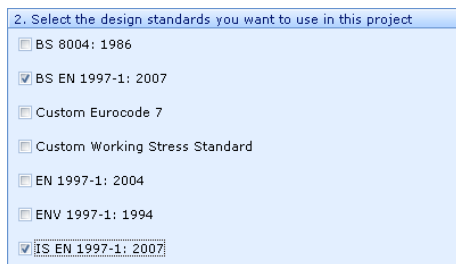 2. Select the design standards you want to use in this project
BS 8004: 1986
BS EN 1997-1: 2007
Custom Eurocode 7
Custom Working Stress Standard
EN 1997-1: 2004
ENV 1997-1: 1994
IS EN 1997-1: 2007